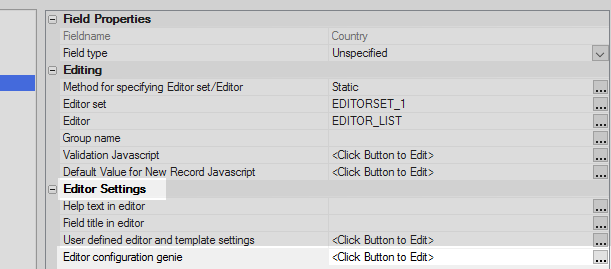 Field Properties
Fieldname Country
Field type Unspecified
Editing
Method for specifying Editor set/Editor Static ...
Editor set EDITORSET_1 ...
Editor EDITOR_LIST ...
Group name ...
Validation Javascript <Click Button to Edit> ...
Default Value for New Record Javascript <Click Button to Edit> ...
Editor Settings
Help text in editor ...
Field title in editor ...
User defined editor and template settings <Click Button to Edit> ...
Editor configuration genie <Click Button to Edit> ...